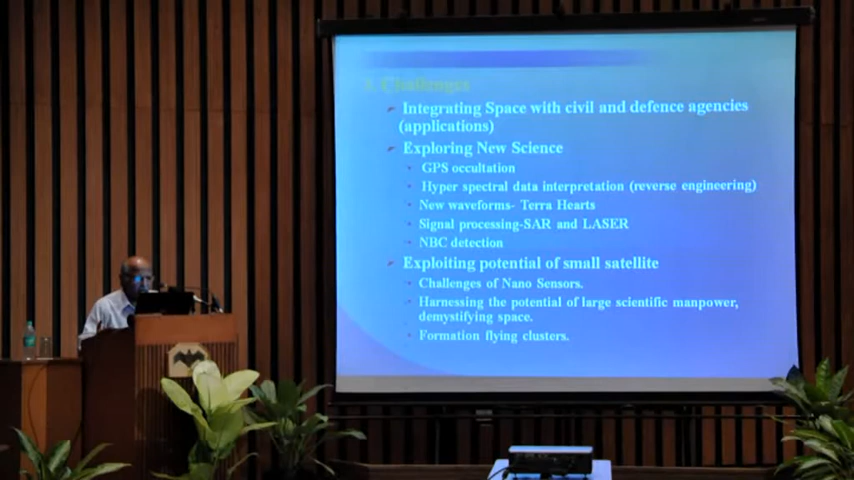 Challenges
Integrating Space with civil and defence agencies
(applications)
Exploring New Science
GPS occultation
Hyper spectral data interpretation (reverse engineering)
New waveforms- Terra Hearts
Signal processing-SAR and LASER
NBC detection
Exploiting potential of small satellite
Challenges of Nano Sensors.
Harnessing the potential of large scientific manpower,
demystifying space.
Formation flying clusters.